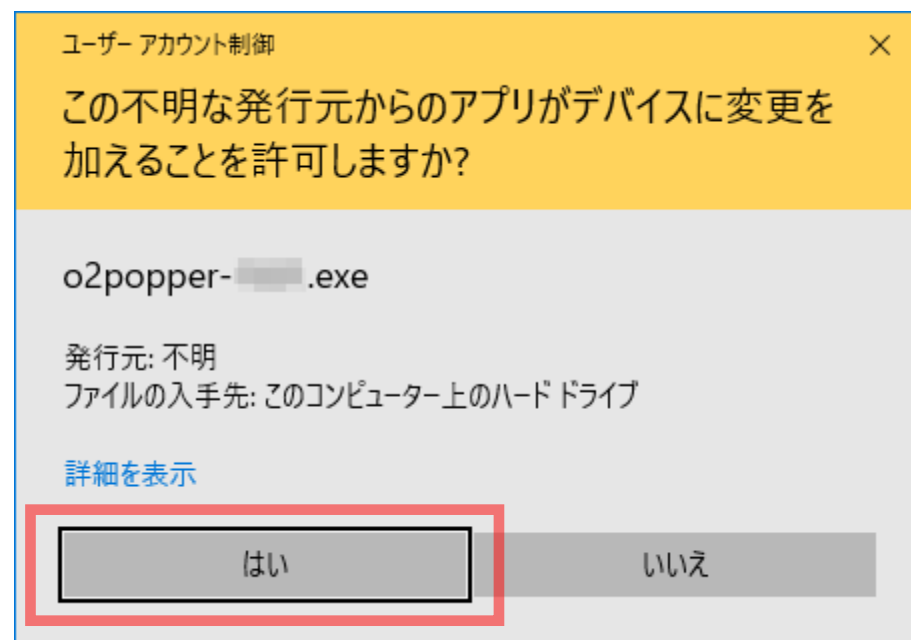 ユーザー アカウント制御
この不明な発行元からのアプリがデバイスに変更を
加えることを許可しますか?
o2popper- .exe
発行元: 不明
ファイルの入手先: このコンピューター上のハード ドライブ
詳細を表示
はい
いいえ